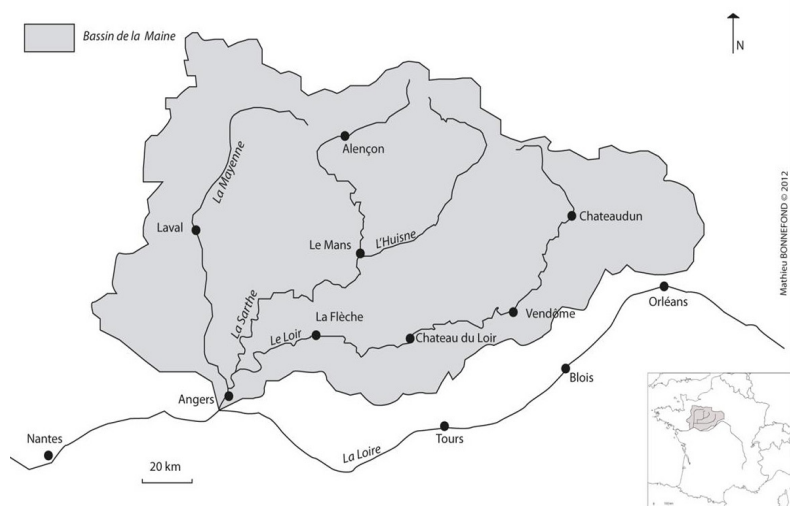 Bassin de la Maine
N
Alençon
La Mayenne
Chateaudun
Laval
Le Mans
L'Huisne
La Sarthe
Orléans
La Flèche
Vendôme
Le Loir
Chateau du Loir
Blois
Angers
Nantes
Tours
La Loire
20 km
Mathieu BONNEFOND © 2012